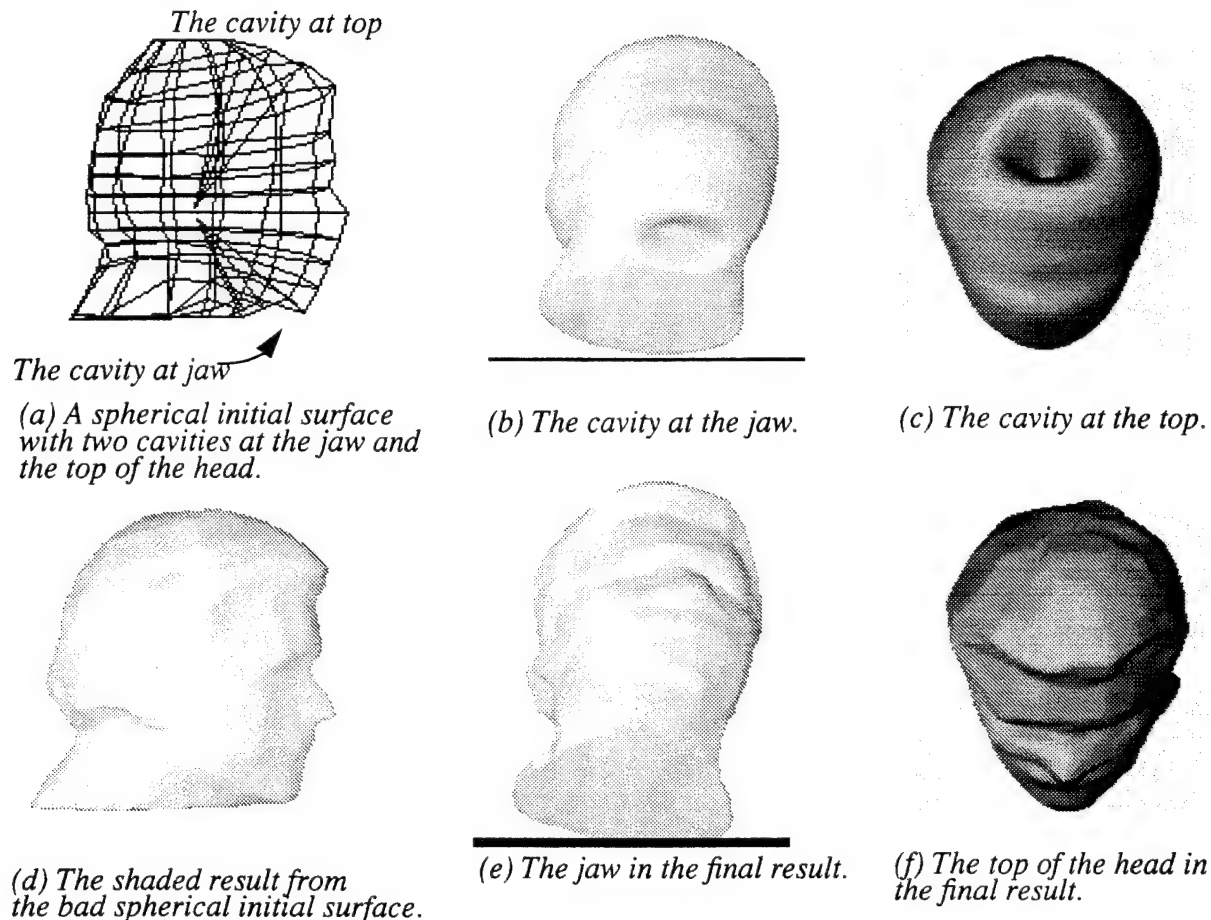 The cavity at top
The cavity at jaw
(a) A spherical initial surface
with two cavities at the jaw and
the top of the head.
(b) The cavity at the jaw.
(c) The cavity at the top.
(d) The shaded result from
the bad spherical initial surface.
(e) The jaw in the final result.
(f) The top of the head in
the final result.